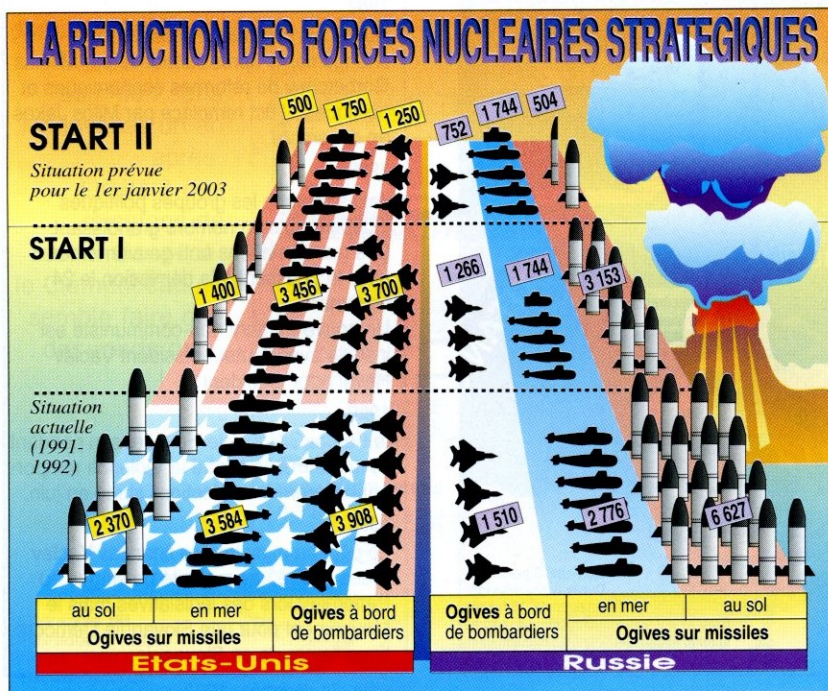 LA REDUCTION DES FORCES NUCLEAIRES STRATEGIQUES
START II
Situation prévue
pour le 1er janvier 2003
500
1 750
1 250
752
1 744
504
START I
1 400
3 456
3 700
1 266
1 744
3 153
Situation
actuelle
(1991-
1992)
2 370
3 584
3 908
1 510
2 776
6 627
au sol
en mer
Ogives sur missiles
Ogives à bord
de bombardiers
Ogives à bord
de bombardiers
en mer
au sol
Ogives sur missiles
Etats-Unis
Russie